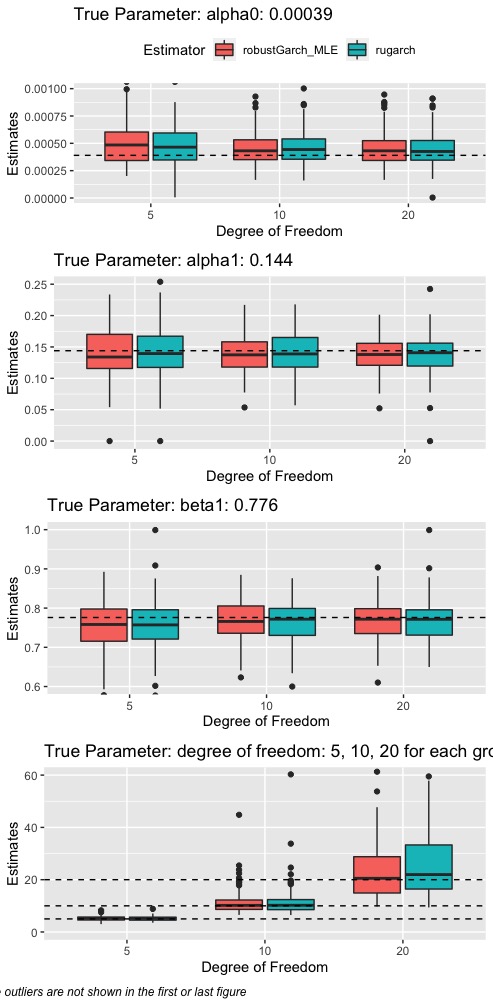 True Parameter: alpha0: 0.00039
Estimator robustGarch_MLE rugarch
0.00100
0.00075
0.00050
0.00025
0.00000
Estimates
5 10 20
Degree of Freedom
True Parameter: alpha1: 0.144
0.25
0.20
0.15
0.10
0.05
0.00
Estimates
5 10 20
Degree of Freedom
True Parameter: beta1: 0.776
1.0
0.9
0.8
0.7
0.6
Estimates
5 10 20
Degree of Freedom
True Parameter: degree of freedom: 5, 10, 20 for each gro
60
40
20
0
Estimates
5 10 20
Degree of Freedom
outliers are not shown in the first or last figure